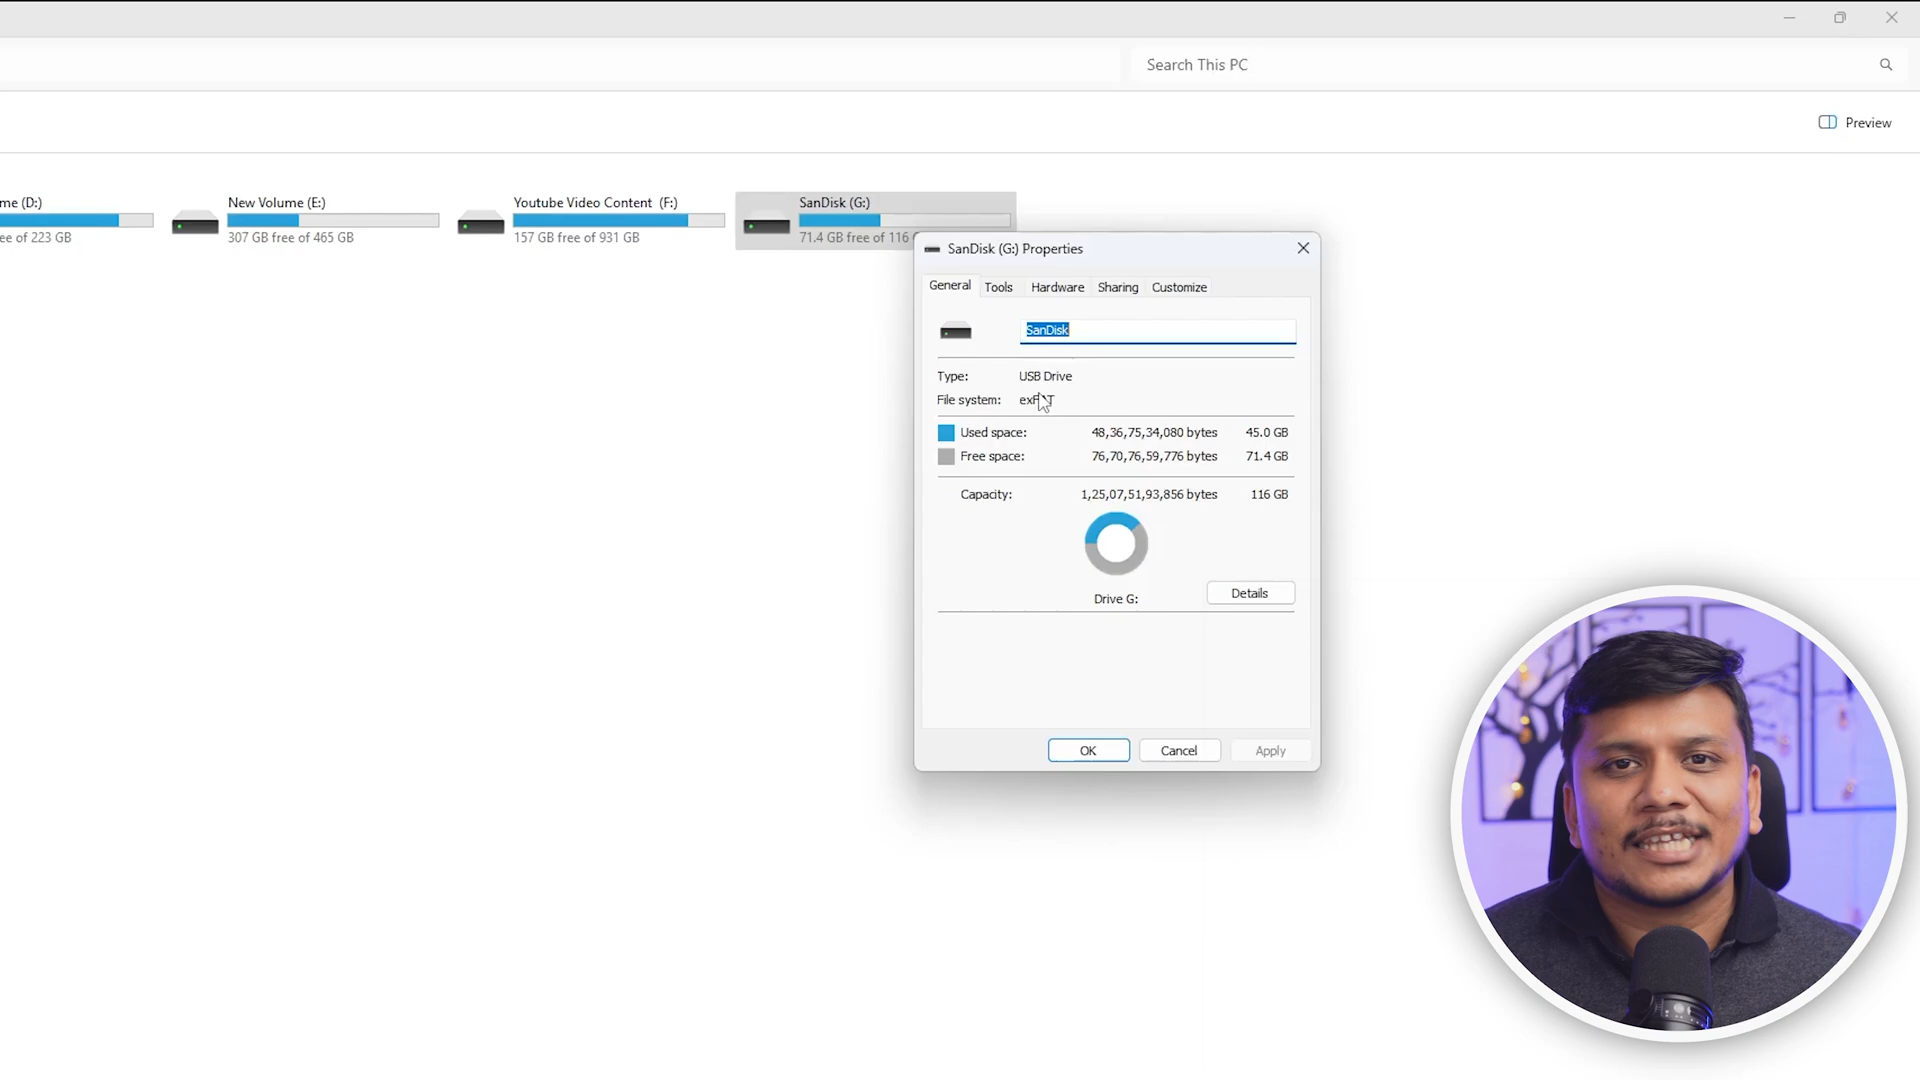 Search This PC
Preview
me (D:)
ee of 223 GB
New Volume (E:)
307 GB free of 465 GB
Youtube Video Content (F:)
157 GB free of 931 GB
SanDisk (G:)
71.4 GB free of 116
SanDisk (G:) Properties
General Tools Hardware Sharing Customize
SanDisk
Type: USB Drive
File system: exFAT
Used space: 48,36,75,34,080 bytes 45.0 GB
Free space: 76,70,76,59,776 bytes 71.4 GB
Capacity: 1,25,07,51,93,856 bytes 116 GB
Drive G:
Details
OK Cancel Apply